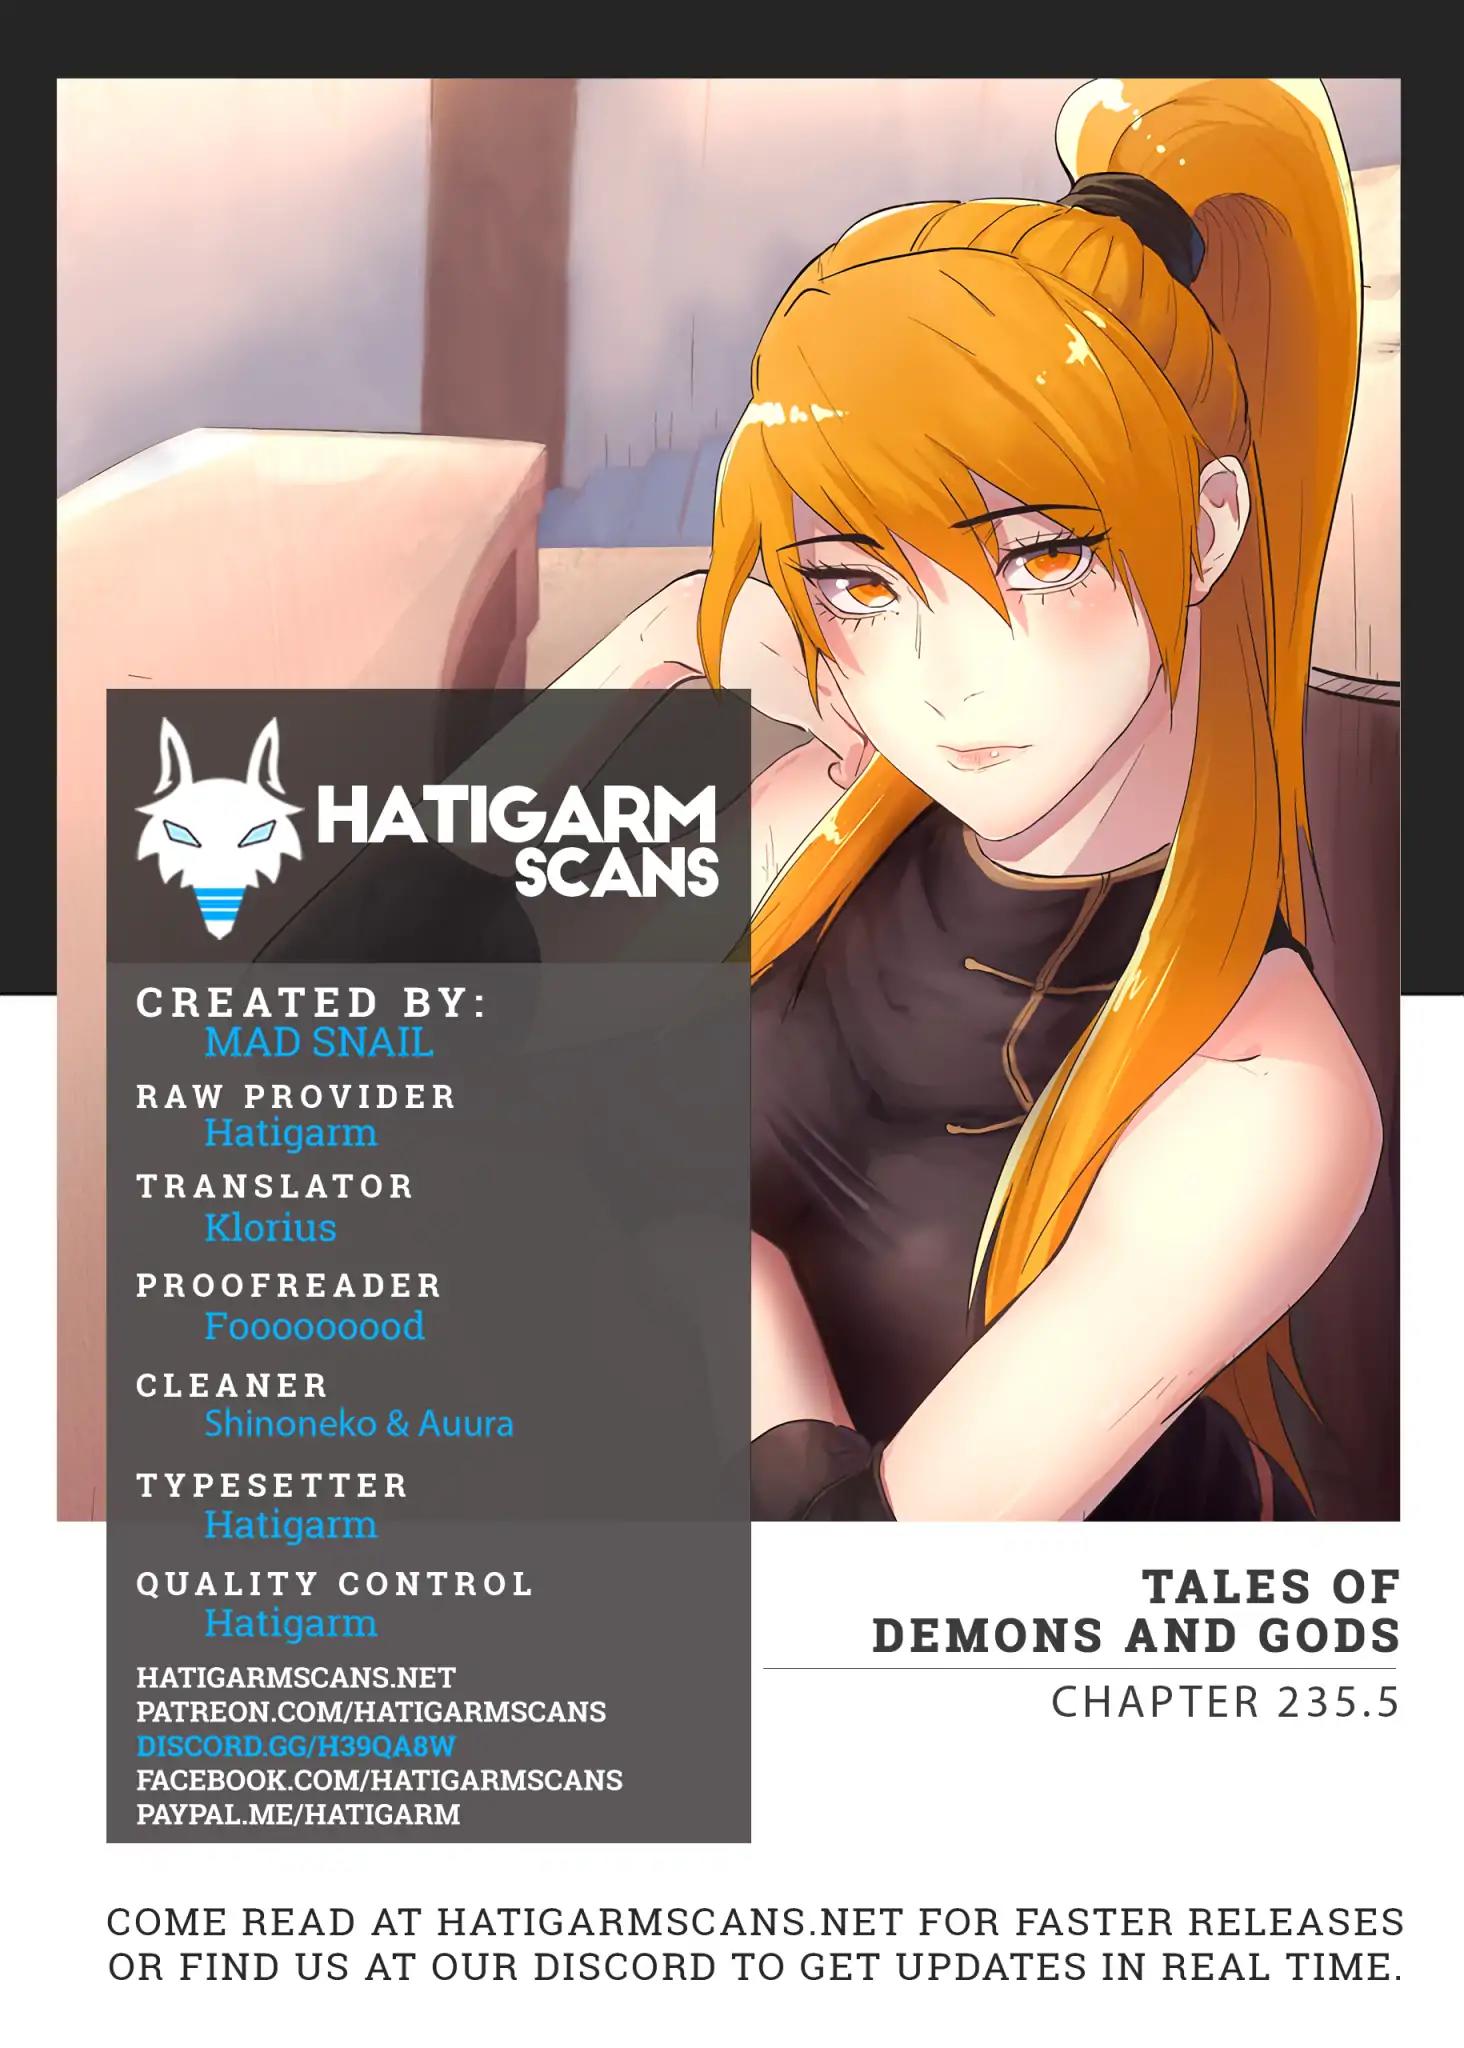 HATIGARM
SCANS
CREATED BY:
MAD SNAIL
RAW PROVIDER
Hatigarm
TRANSLATOR
Klorius
PROOFREADER
Fooooooood
CLEANER
Shinoneko & Auura
TYPESETTER
Hatigarm
QUALITY CONTROL
Hatigarm
HATIGARMSCANS.NET
PATREON.COM/HATIGARMSCANS
DISCORD.GG/H39QA8W
FACEBOOK.COM/HATIGARMSCANS
PAYPAL.ME/HATIGARM
TALES OF
DEMONS AND GODS
CHAPTER 235.5
COME READ AT HATIGARMSCANS.NET FOR FASTER RELEASES
OR FIND US AT OUR DISCORD TO GET UPDATES IN REAL TIME.